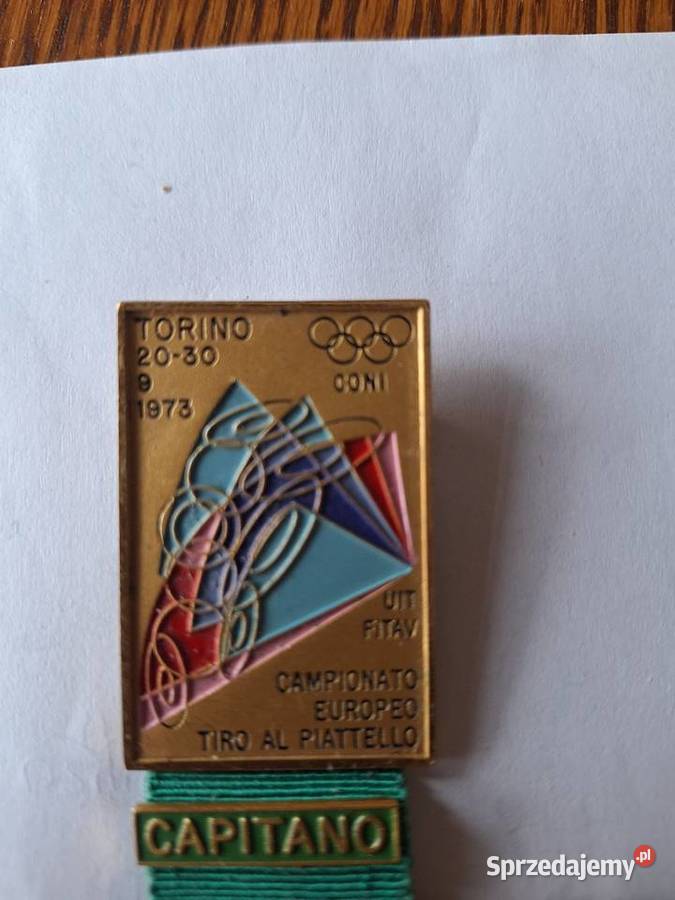 TORINO
20-30
9
1973
CONI
UIT
FITAV
CAMPIONATO
EUROPEO
TIRO AL PIATTELLO
CAPITANO
Sprzedajemy.pl